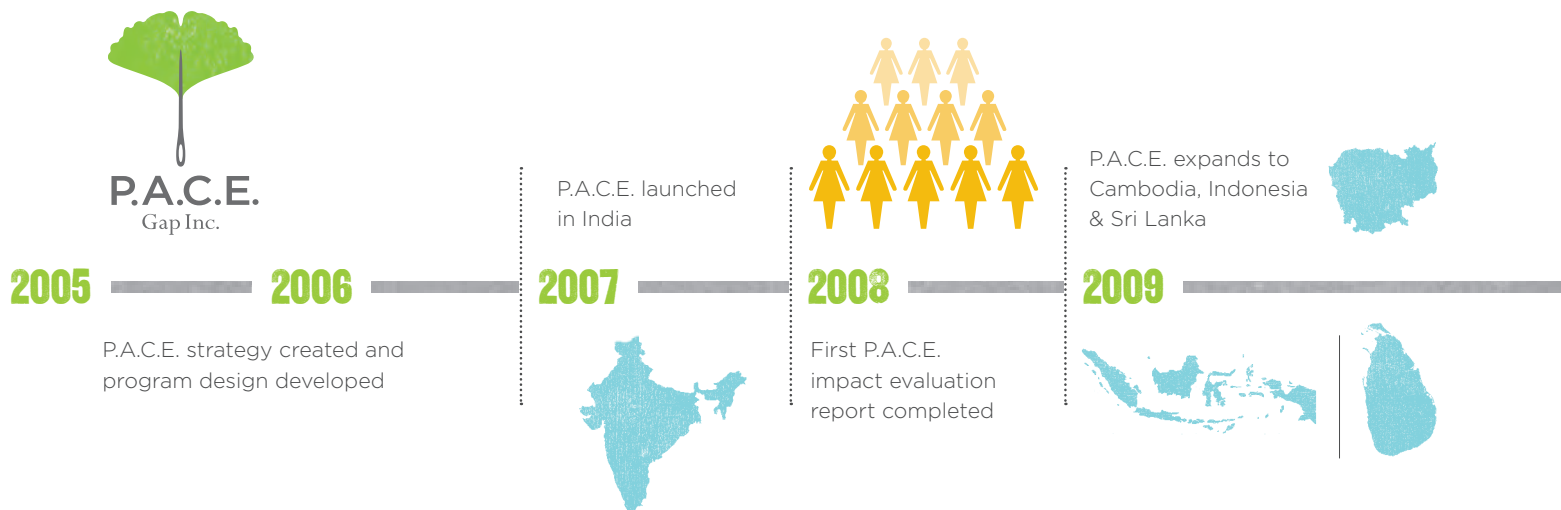 P.A.C.E.
Gap Inc.
2005
2006
P.A.C.E. strategy created and
program design developed
P.A.C.E. launched
in India
2007
2008
First P.A.C.E.
impact evaluation
report completed
P.A.C.E. expands to
Cambodia, Indonesia
& Sri Lanka
2009